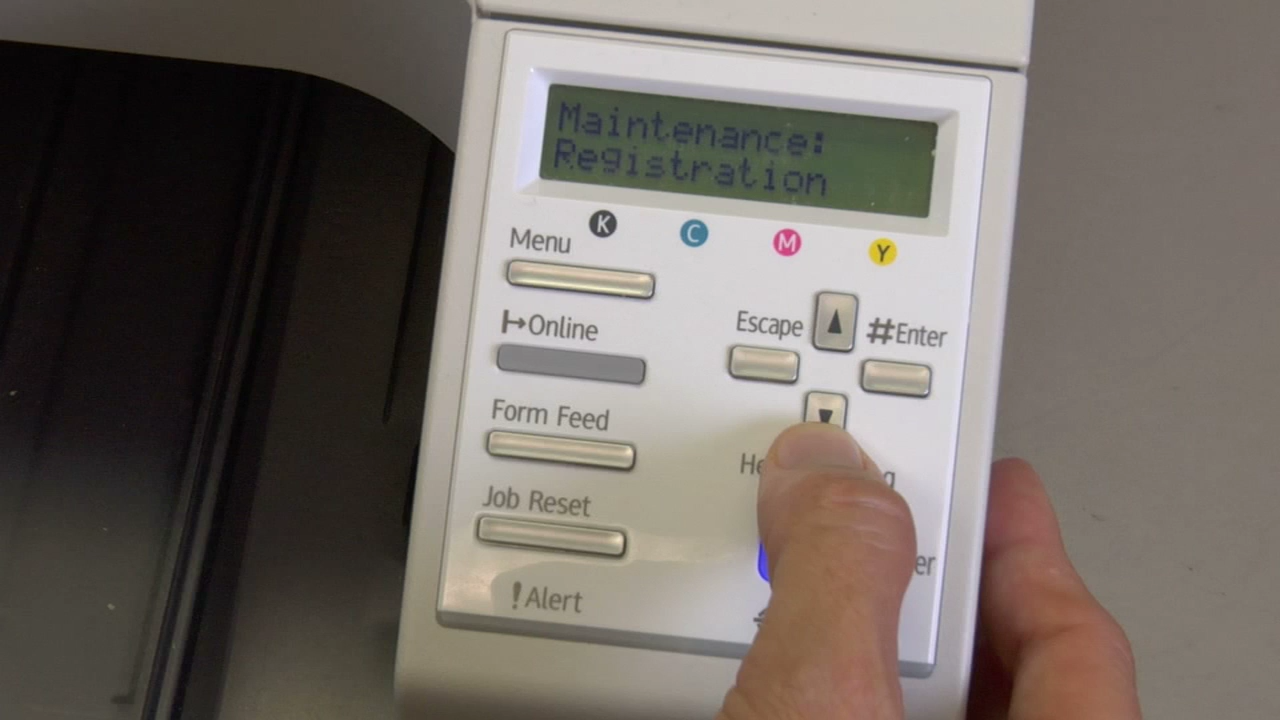 Maintenance:
Registration
K C M Y
Menu
Online
Escape
#Enter
Form Feed
Job Reset
!Alert